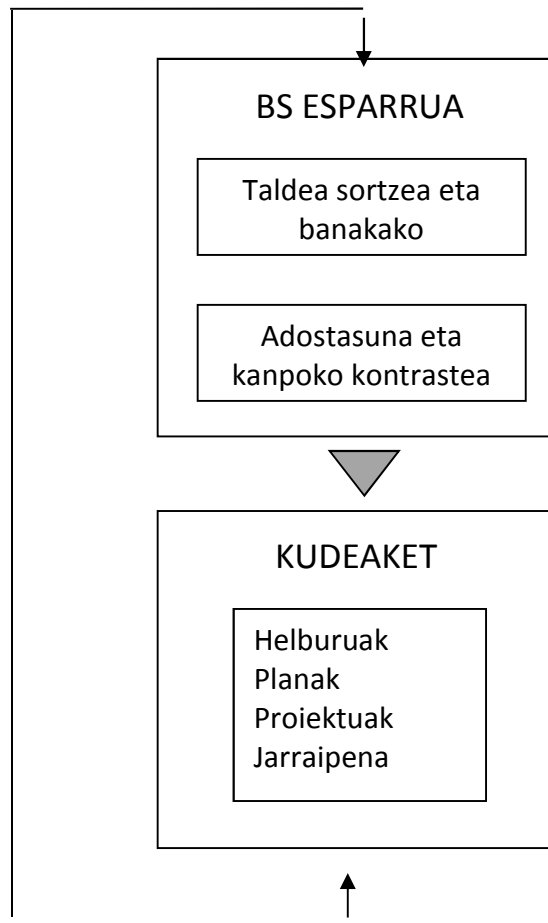 BS ESPARRUA
Taldea sortzea eta
banakako
Adostasuna eta
kanpoko kontrastea
KUDEAKET
Helburuak
Planak
Proiektuak
Jarraipena